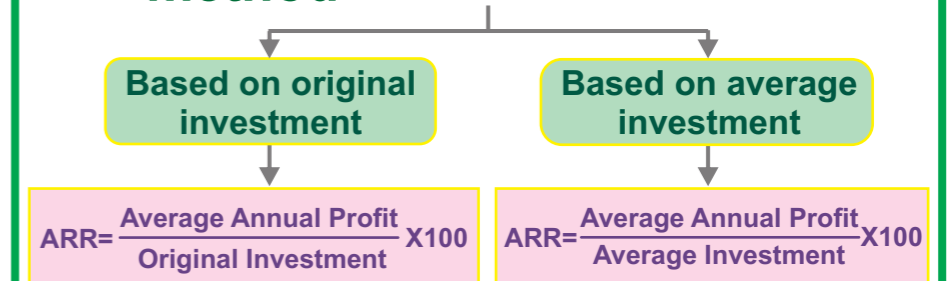 Based on original
investment
Based on average
investment
ARR= Average Annual Profit X100
Original Investment
ARR= Average Annual Profit X100
Average Investment